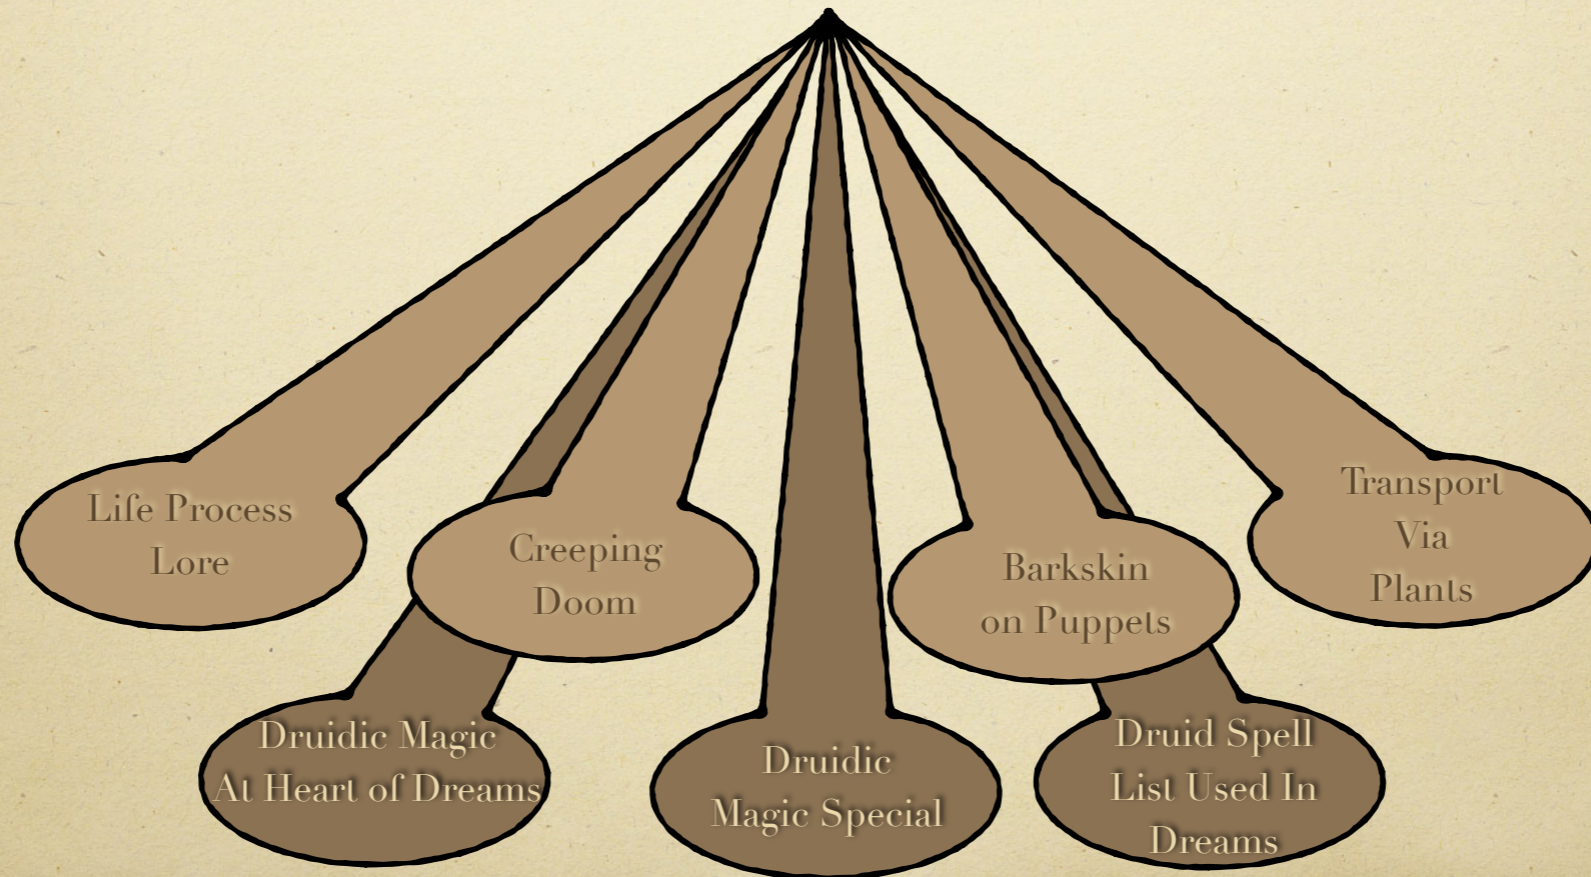 Life Process
Lore
Creeping
Doom
Barkskin
on Puppets
Transport
Via
Plants
Druidic Magic
At Heart of Dreams
Druidic
Magic Special
Druid Spell
List Used In
Dreams